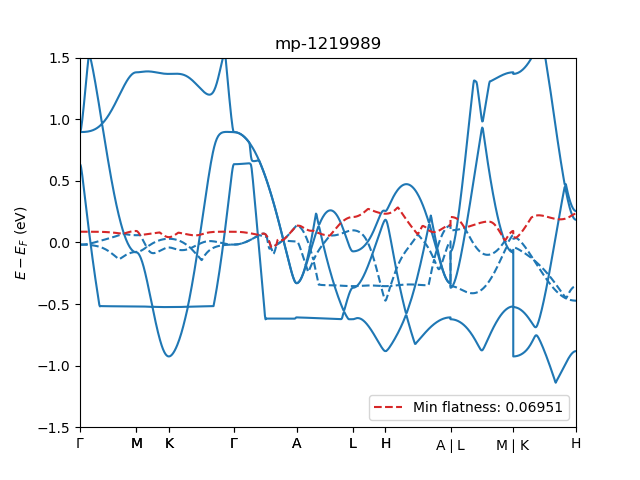 mp-1219989
E − E_F (eV)
1.5
1.0
0.5
0.0
−0.5
−1.0
−1.5
Min flatness: 0.06951
Γ M K Γ A L H A | L M | K H